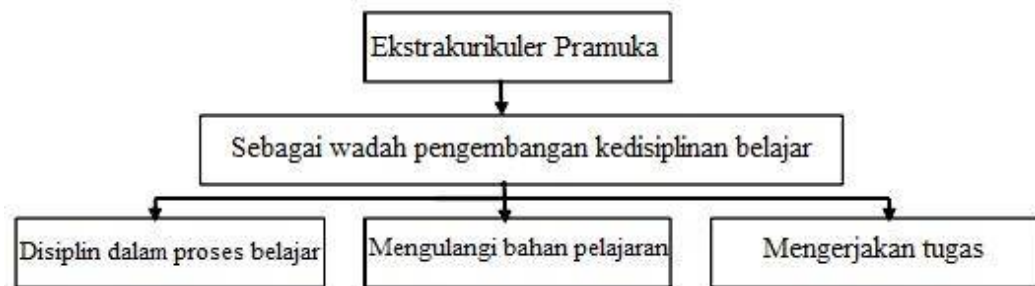 Ekstrakurikuler Pramuka
Sebagai wadah pengembangan kedisiplinan belajar
Disiplin dalam proses belajar
Mengulangi bahan pelajaran
Mengerjakan tugas